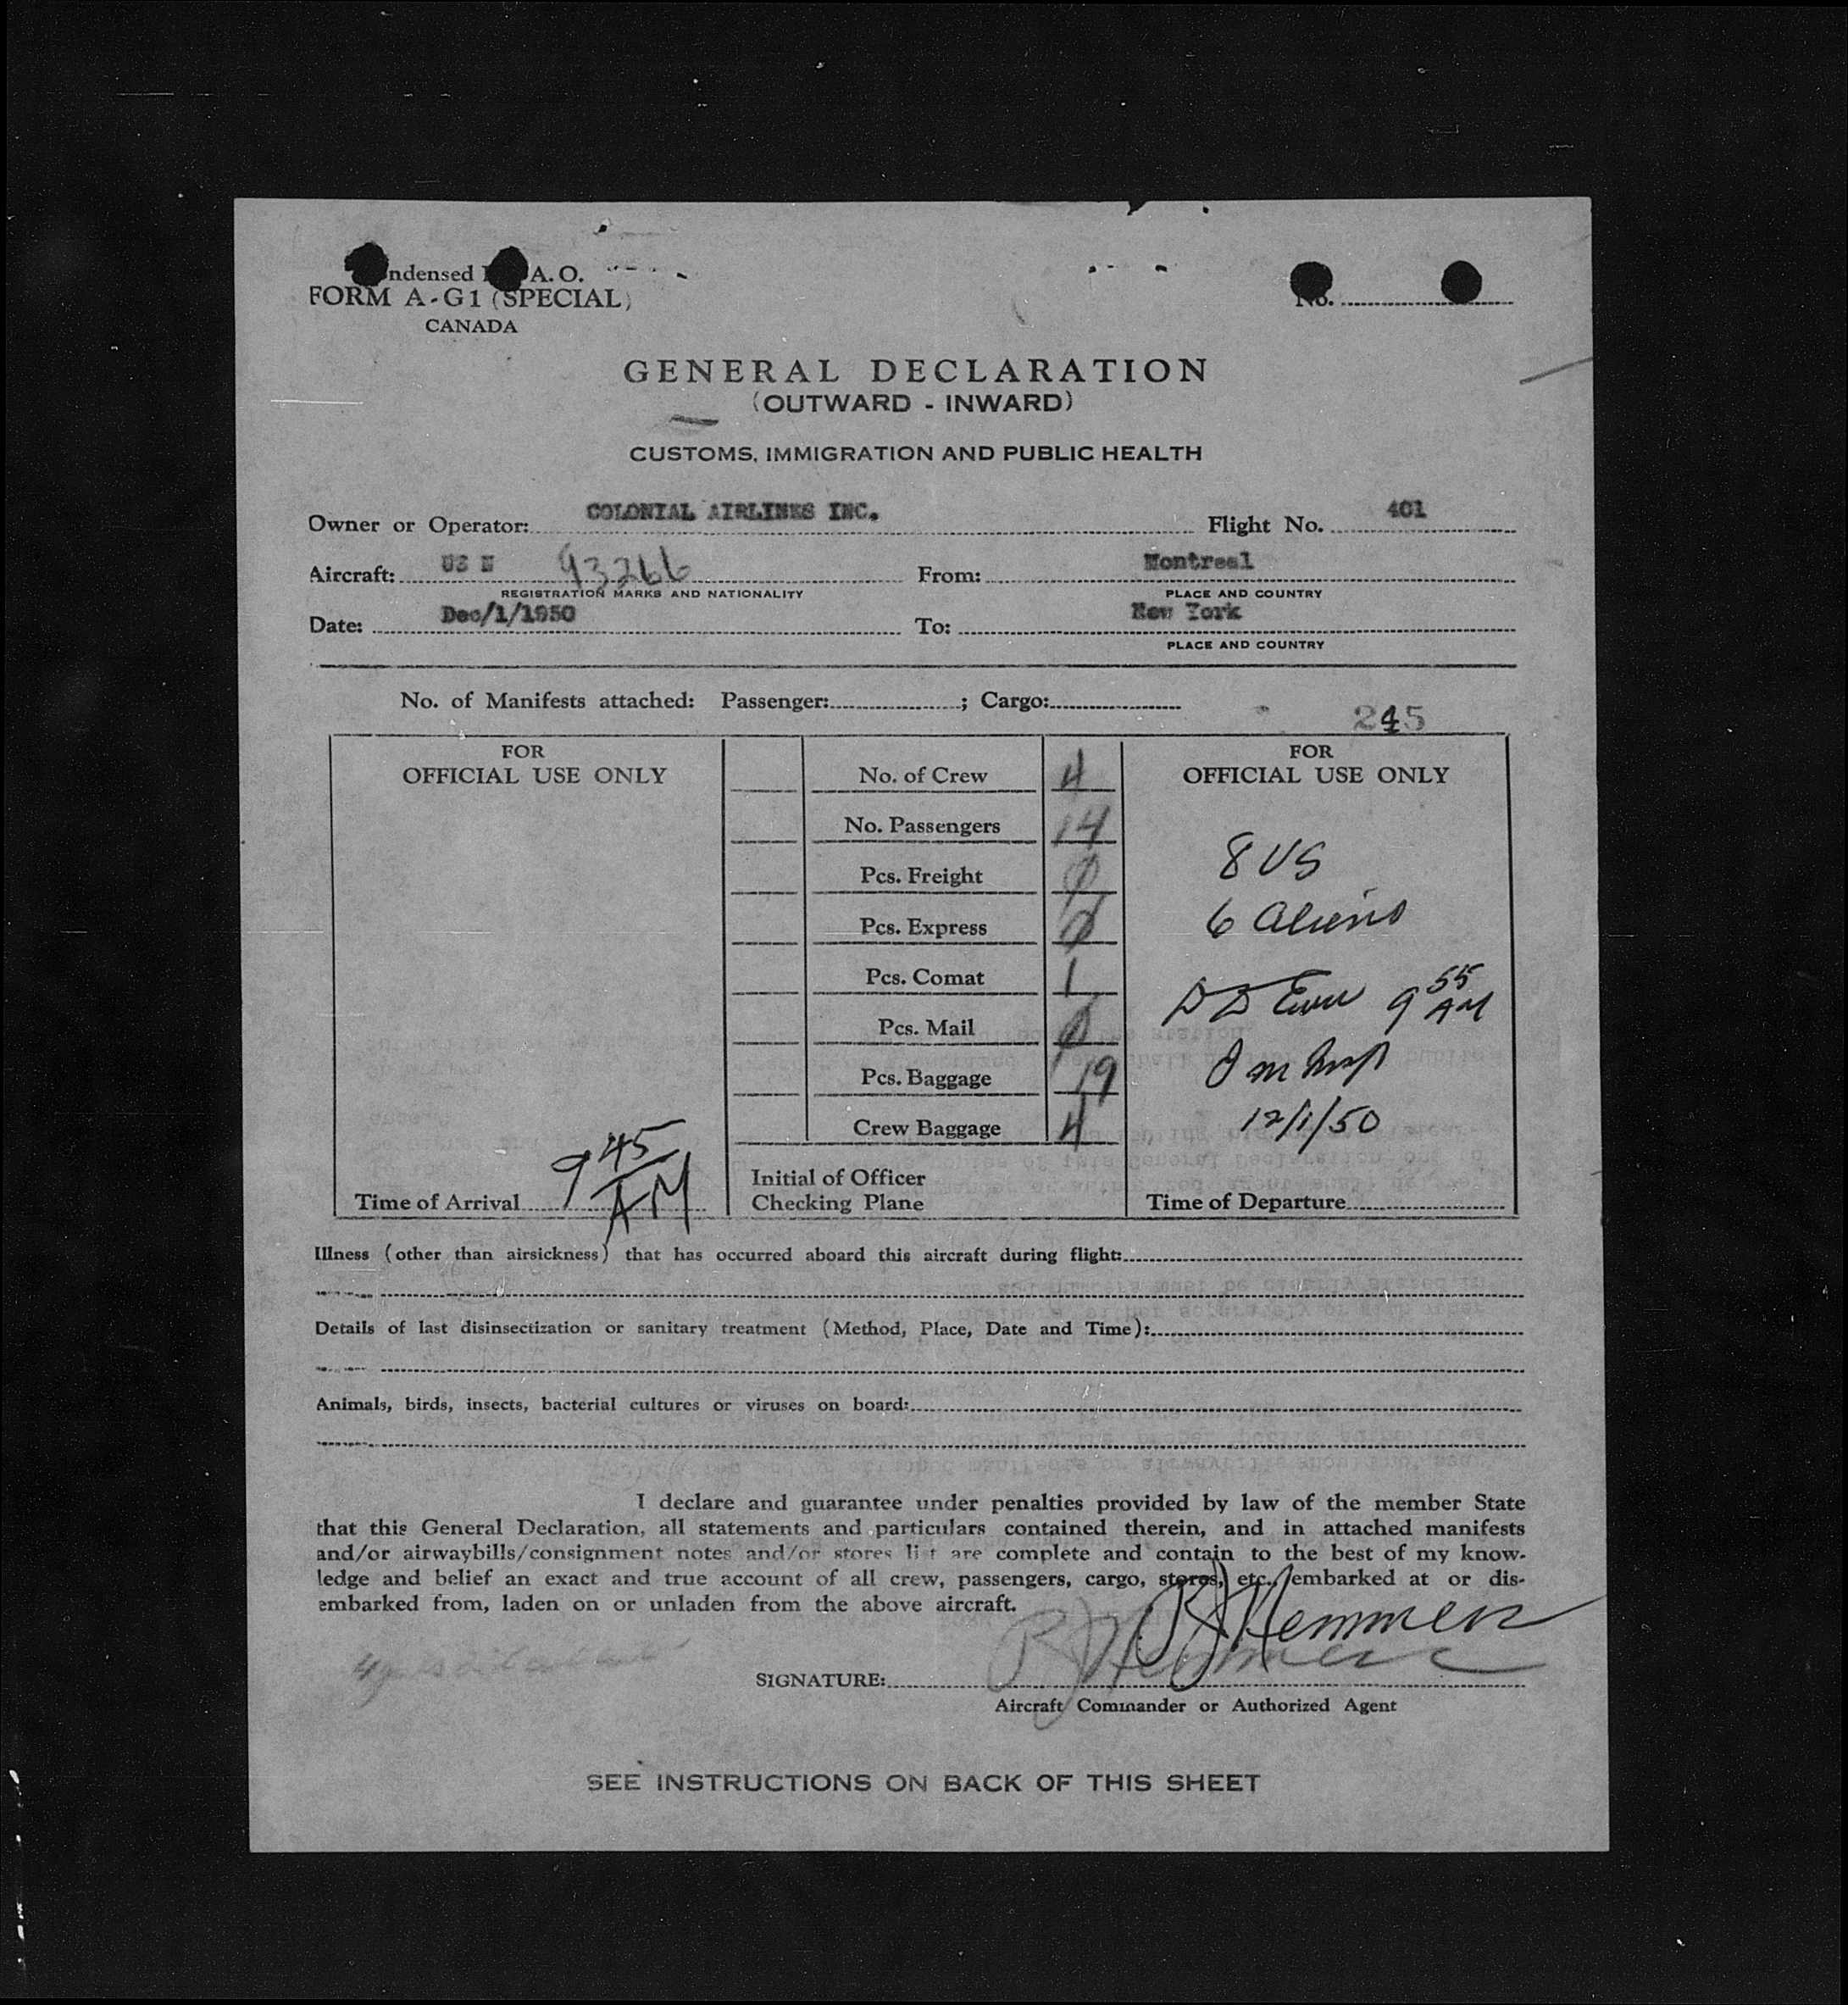 ndensed A. O.
FORM A-G1 (SPECIAL)
CANADA
No.
GENERAL DECLARATION
(OUTWARD - INWARD)
CUSTOMS, IMMIGRATION AND PUBLIC HEALTH
Owner or Operator: COLONIAL AIRLINES INC. Flight No. 401
Aircraft: US N 93266 From: Montreal
REGISTRATION MARKS AND NATIONALITY PLACE AND COUNTRY
Date: Dec/1/1950 To: New York
PLACE AND COUNTRY
No. of Manifests attached: Passenger: ; Cargo:
245
FOR OFFICIAL USE ONLY
No. of Crew 4
No. Passengers 14
Pcs. Freight 0
Pcs. Express 0
Pcs. Comat 1
Pcs. Mail 0
Pcs. Baggage 19
Crew Baggage 4
FOR OFFICIAL USE ONLY
8 US
6 Aliens
9 55 AM
12/1/50
Time of Arrival 9 45 AM
Initial of Officer
Checking Plane
Time of Departure
Illness (other than airsickness) that has occurred aboard this aircraft during flight:
Details of last disinsectization or sanitary treatment (Method, Place, Date and Time):
Animals, birds, insects, bacterial cultures or viruses on board:
I declare and guarantee under penalties provided by law of the member State
that this General Declaration, all statements and particulars contained therein, and in attached manifests
and/or airwaybills/consignment notes and/or stores list are complete and contain to the best of my know-
ledge and belief an exact and true account of all crew, passengers, cargo, stores, etc., embarked at or dis-
embarked from, laden on or unladen from the above aircraft.
SIGNATURE:
Aircraft Commander or Authorized Agent
SEE INSTRUCTIONS ON BACK OF THIS SHEET